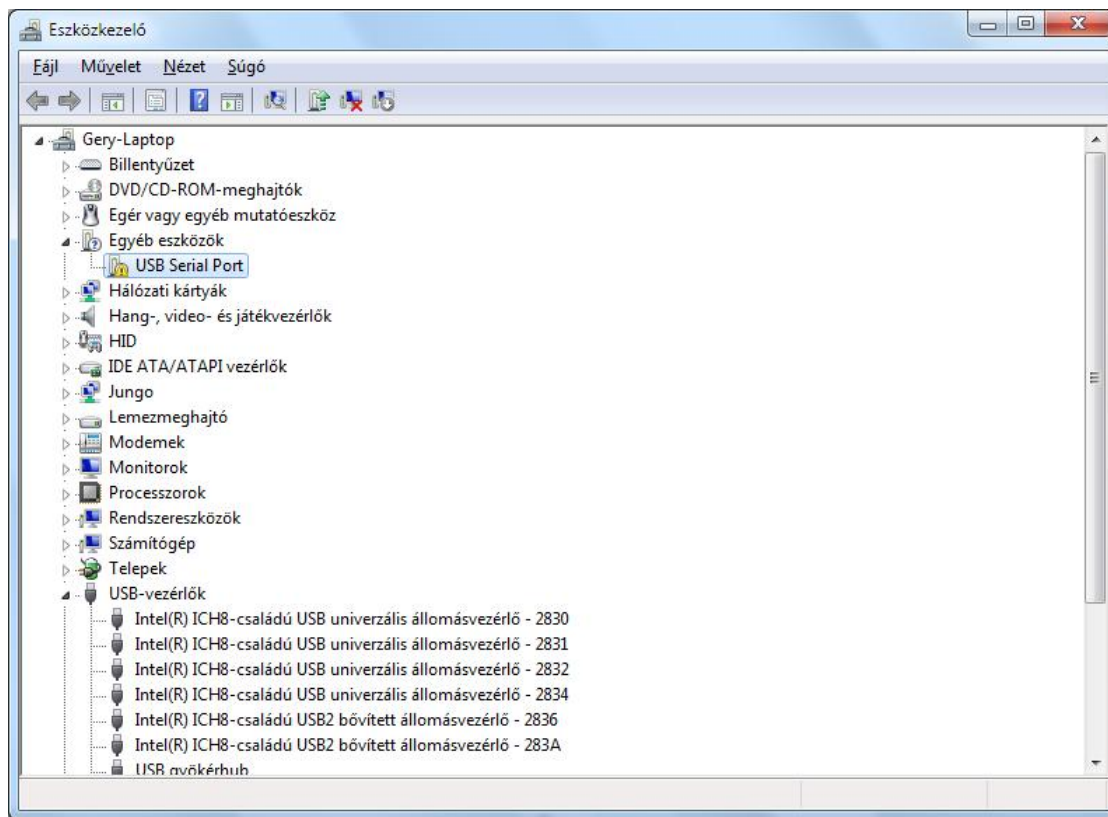 Eszközkezelő
Fájl Művelet Nézet Súgó
Gery-Laptop
Billentyűzet
DVD/CD-ROM-meghajtók
Egér vagy egyéb mutatóeszköz
Egyéb eszközök
USB Serial Port
Hálózati kártyák
Hang-, video- és játékvezérlők
HID
IDE ATA/ATAPI vezérlők
Jungo
Lemezmeghajtó
Modemek
Monitorok
Processzorok
Rendszereszközök
Számítógép
Telepek
USB-vezérlők
Intel(R) ICH8-családú USB univerzális állomásvezérlő - 2830
Intel(R) ICH8-családú USB univerzális állomásvezérlő - 2831
Intel(R) ICH8-családú USB univerzális állomásvezérlő - 2832
Intel(R) ICH8-családú USB univerzális állomásvezérlő - 2834
Intel(R) ICH8-családú USB2 bővített állomásvezérlő - 2836
Intel(R) ICH8-családú USB2 bővített állomásvezérlő - 283A
USB gyökérhub